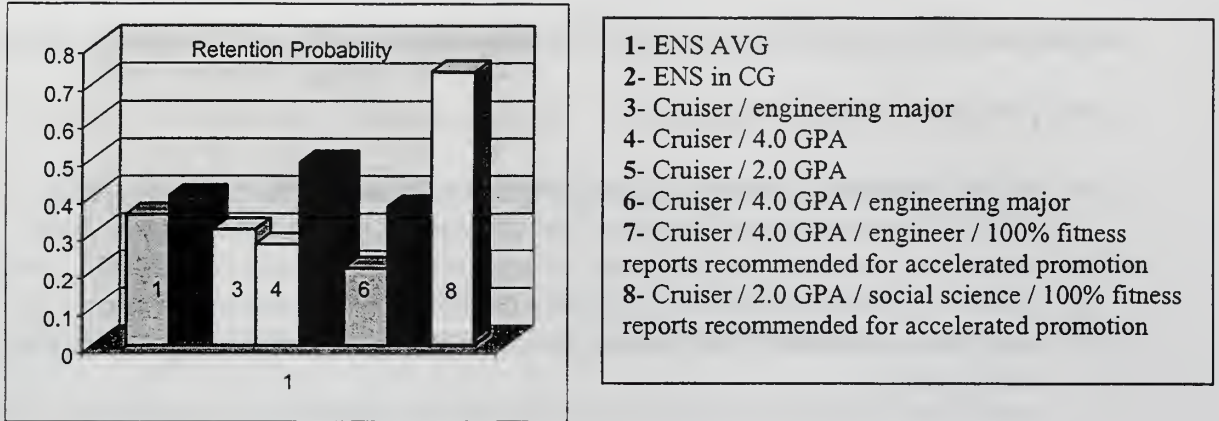 Retention Probability
0.8
0.7
0.6
0.5
0.4
0.3
0.2
0.1
0
1
3
4
6
8
1
1- ENS AVG
2- ENS in CG
3- Cruiser / engineering major
4- Cruiser / 4.0 GPA
5- Cruiser / 2.0 GPA
6- Cruiser / 4.0 GPA / engineering major
7- Cruiser / 4.0 GPA / engineer / 100% fitness
reports recommended for accelerated promotion
8- Cruiser / 2.0 GPA / social science / 100% fitness
reports recommended for accelerated promotion